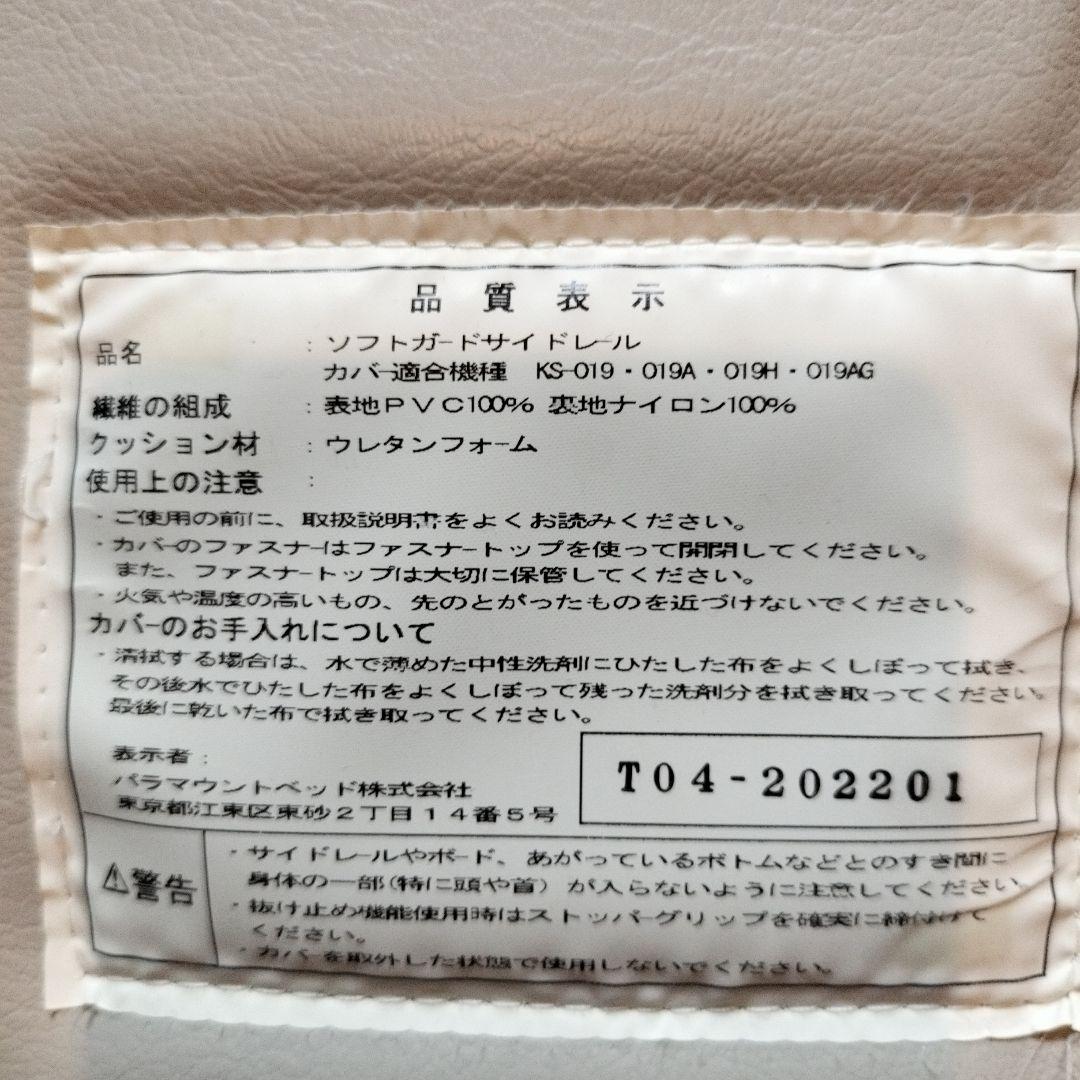 品質表示
品名 : ソフトガードサイドレール
カバー適合機種 KS-019・019A・019H・019AG
繊維の組成 : 表地PVC100% 裏地ナイロン100%
クッション材 : ウレタンフォーム
使用上の注意 :
・ご使用の前に、取扱説明書をよくお読みください。
・カバーのファスナーはファスナートップを使って開閉してください。
また、ファスナートップは大切に保管してください。
・火気や温度の高いもの、先のとがったものを近づけないでください。
カバーのお手入れについて
・清拭する場合は、水で薄めた中性洗剤にひたした布をよくしぼって拭き、
その後水でひたした布をよくしぼって残った洗剤分を拭き取ってください。
最後に乾いた布で拭き取ってください。
表示者:
パラマウントベッド株式会社
東京都江東区東砂2丁目14番5号
T04-202201
⚠警告
・サイドレールやボード、あがっているボトムなどとのすき間に
身体の一部(特に頭や首)が入らないように注意してください。
・抜け止め機能使用時はストッパーグリップを確実に締付けて
ください。
・カバーを取外した状態で使用しないでください。